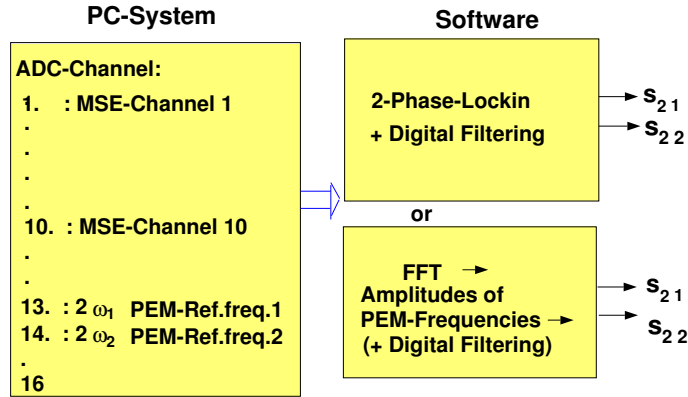 PC-System
ADC-Channel:
1. : MSE-Channel 1
.
.
.
.
10. : MSE-Channel 10
.
.
13. : 2 ω1 PEM-Ref.freq.1
14. : 2 ω2 PEM-Ref.freq.2
.
16
Software
2-Phase-Lockin
+ Digital Filtering
s2 1
s2 2
or
FFT →
Amplitudes of
PEM-Frequencies →
(+ Digital Filtering)
s2 1
s2 2